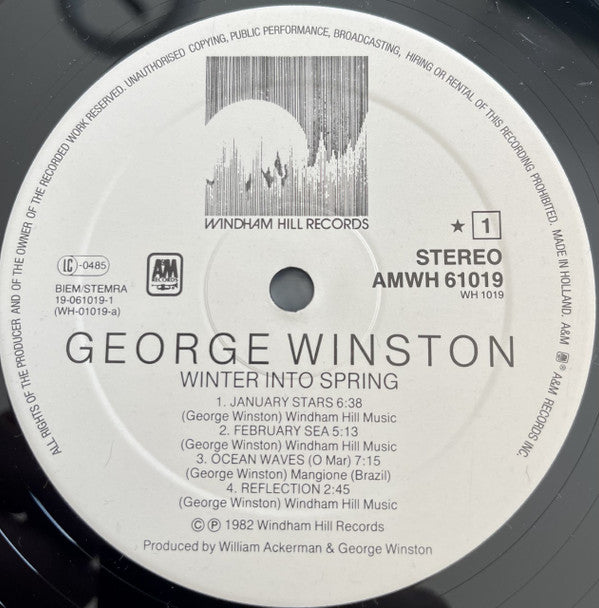 ALL RIGHTS OF THE PRODUCER AND OF THE OWNER OF THE RECORDED WORK RESERVED. UNAUTHORISED COPYING, PUBLIC PERFORMANCE, BROADCASTING, HIRING OR RENTAL OF THIS RECORDING PROHIBITED. MADE IN HOLLAND. A&M ® A&M RECORDS INC.
WINDHAM HILL RECORDS
★ 1
LC-0485
A&M RECORDS
STEREO
AMWH 61019
WH 1019
BIEM/STEMRA
19-061019-1
(WH-01019-a)
GEORGE WINSTON
WINTER INTO SPRING
1. JANUARY STARS 6:38
(George Winston) Windham Hill Music
2. FEBRUARY SEA 5:13
(George Winston) Windham Hill Music
3. OCEAN WAVES (O Mar) 7:15
(George Winston) Mangione (Brazil)
4. REFLECTION 2:45
(George Winston) Windham Hill Music
© ℗ 1982 Windham Hill Records
Produced by William Ackerman & George Winston